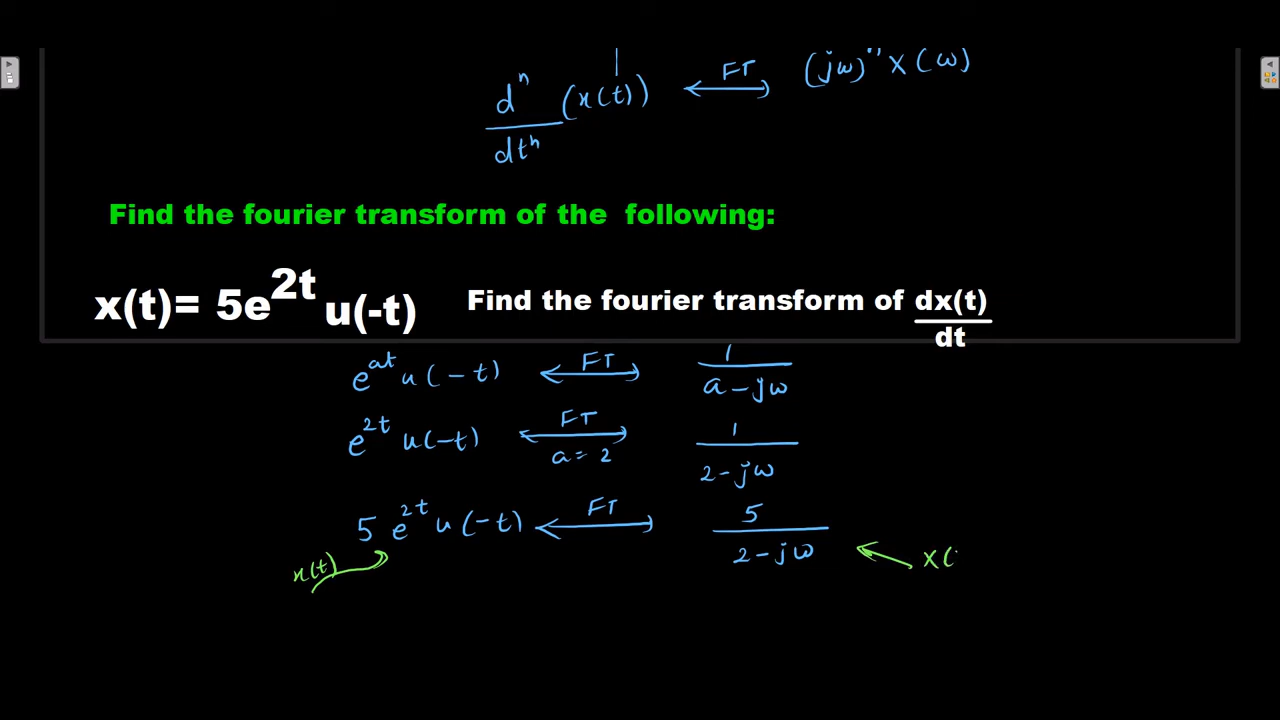 dⁿ/dtⁿ (x(t)) ⟷ FT (jω)ⁿ X(ω)
Find the fourier transform of the following:
x(t)= 5e^2t u(-t) Find the fourier transform of dx(t)/dt
e^at u(-t) ⟷ FT 1/(a-jω)
e^2t u(-t) ⟷ FT a=2 1/(2-jω)
5 e^2t u(-t) ⟷ FT 5/(2-jω)
x(t) X(